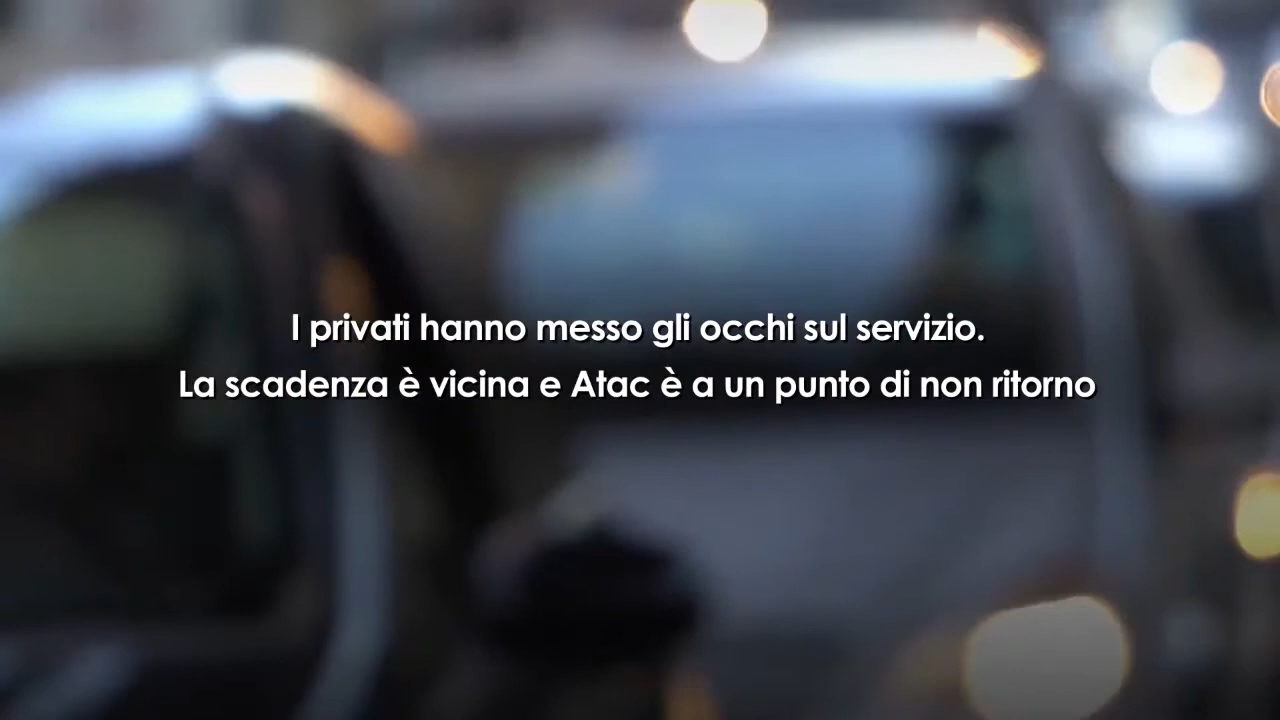 I privati hanno messo gli occhi sul servizio.
La scadenza è vicina e Atac è a un punto di non ritorno